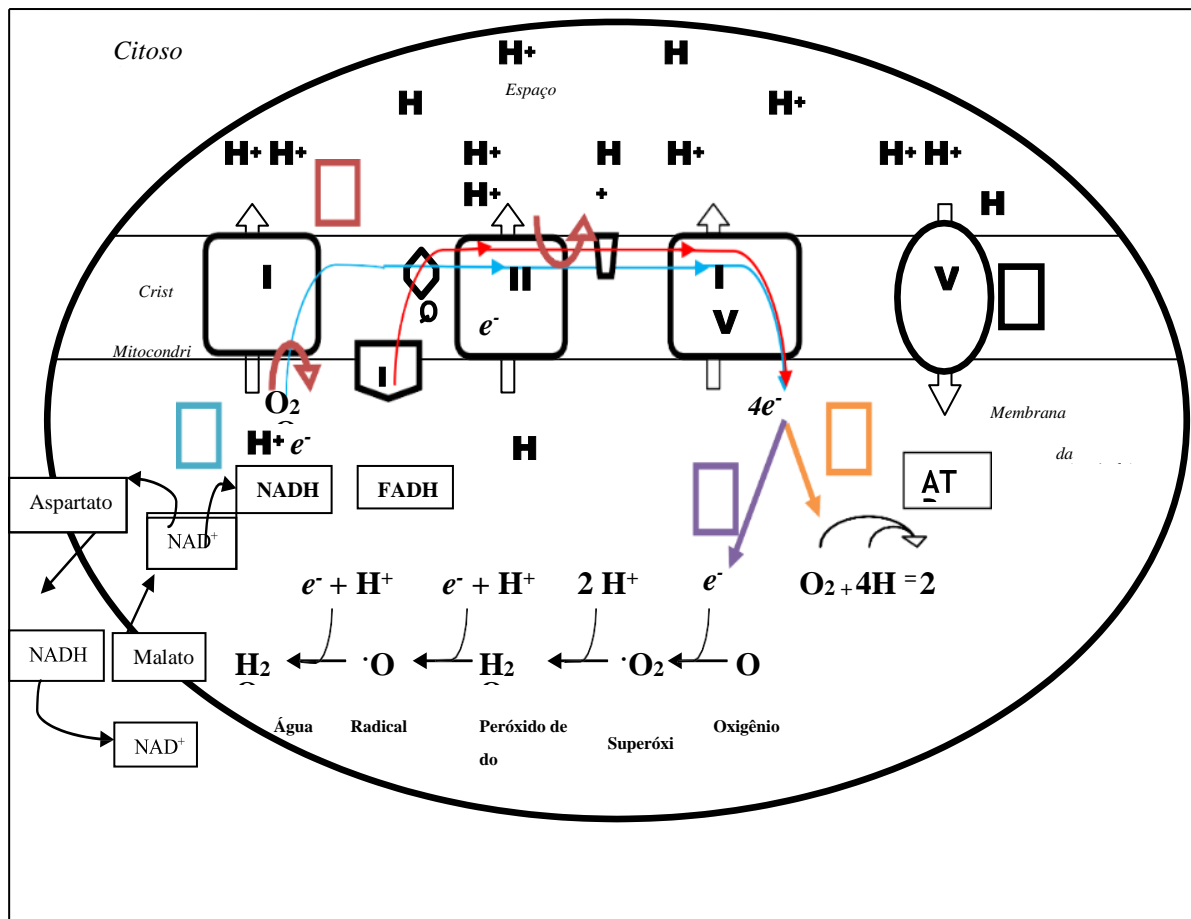 Citoso
H+
H
Espaço
H
H+
H+ H+
H+
H
H+
H+ H+
H+
+
H
I
II
I
V
V
Crist
Q
e-
Mitocondri
I
O2
4e-
Membrana
H+ e-
H
da
NADH
FADH
AT
Aspartato
NAD+
e- + H+
e- + H+
2 H+
e-
O2 + 4H = 2
NADH
Malato
H2
·O
H2
·O2
O
Água
Radical
Peróxido de
do
Superóxi
Oxigênio
NAD+